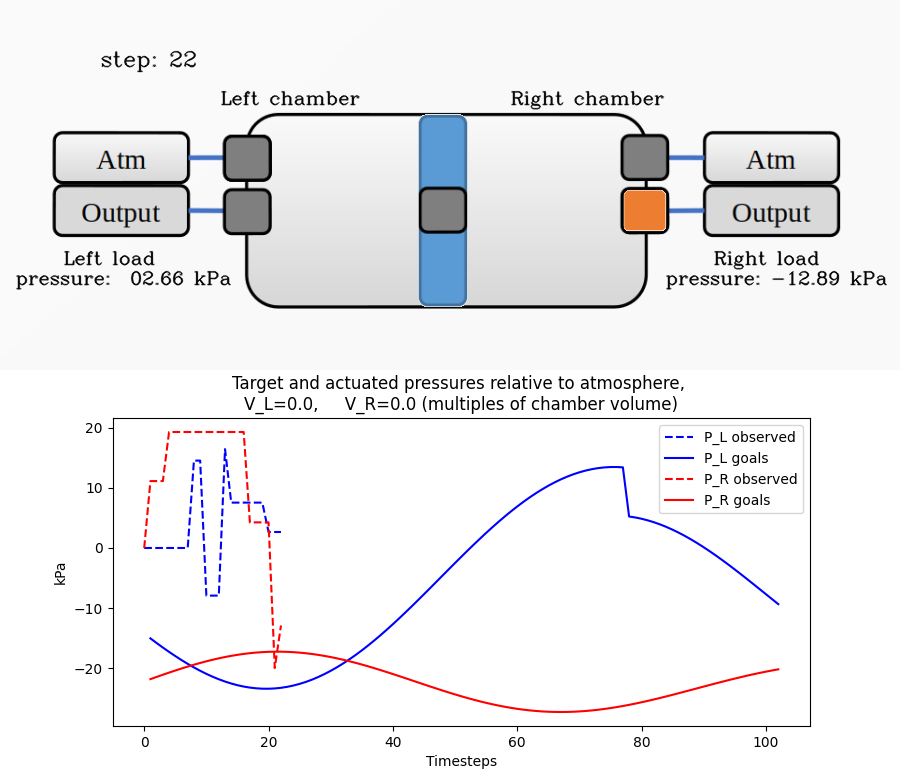 step: 22
Left chamber
Right chamber
Atm
Atm
Output
Output
Left load
pressure:  02.66 kPa
Right load
pressure: −12.89 kPa
Target and actuated pressures relative to atmosphere,
V_L=0.0,    V_R=0.0 (multiples of chamber volume)
20
10
0
−10
−20
kPa
P_L observed
P_L goals
P_R observed
P_R goals
0
20
40
60
80
100
Timesteps